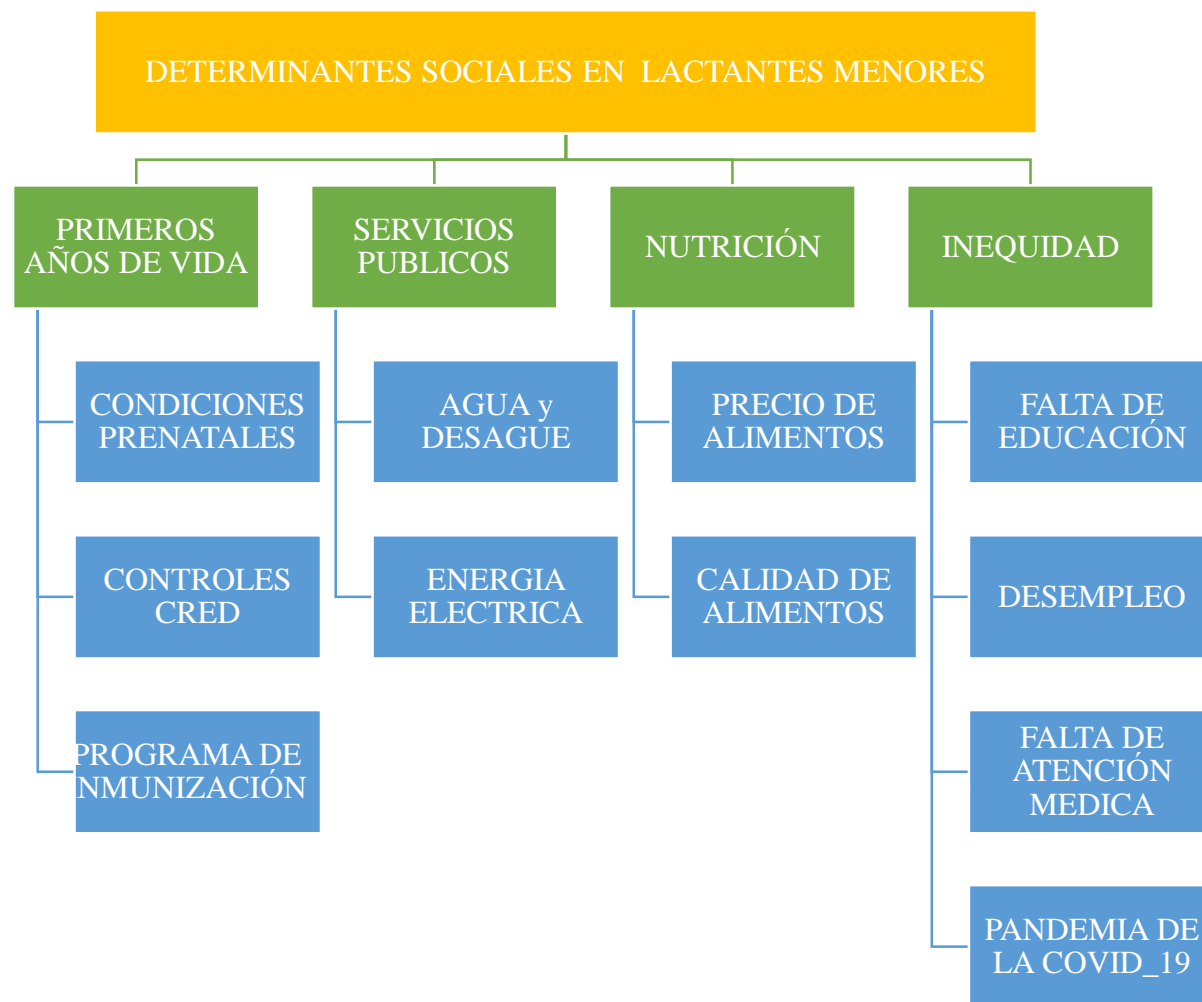 DETERMINANTES SOCIALES EN LACTANTES MENORES
PRIMEROS
AÑOS DE VIDA
CONDICIONES
PRENATALES
CONTROLES
CRED
PROGRAMA DE
INMUNIZACIÓN
SERVICIOS
PUBLICOS
AGUA y
DESAGUE
ENERGIA
ELECTRICA
NUTRICIÓN
PRECIO DE
ALIMENTOS
CALIDAD DE
ALIMENTOS
INEQUIDAD
FALTA DE
EDUCACIÓN
DESEMPLEO
FALTA DE
ATENCIÓN
MEDICA
PANDEMIA DE
LA COVID_19